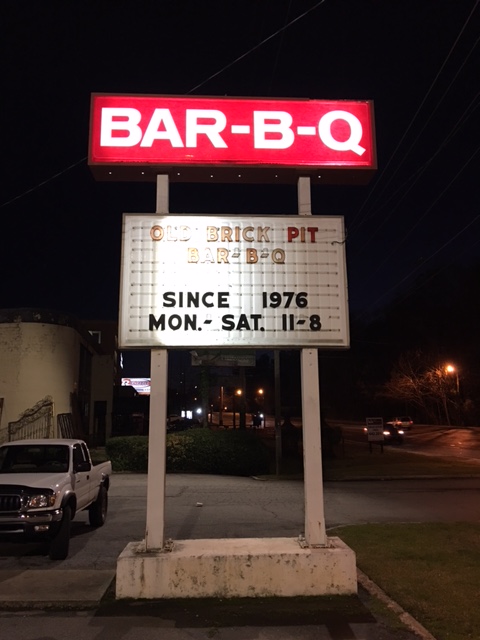 BAR-B-Q
OLD BRICK PIT
BAR-B-Q
SINCE 1976
MON.- SAT. 11-8